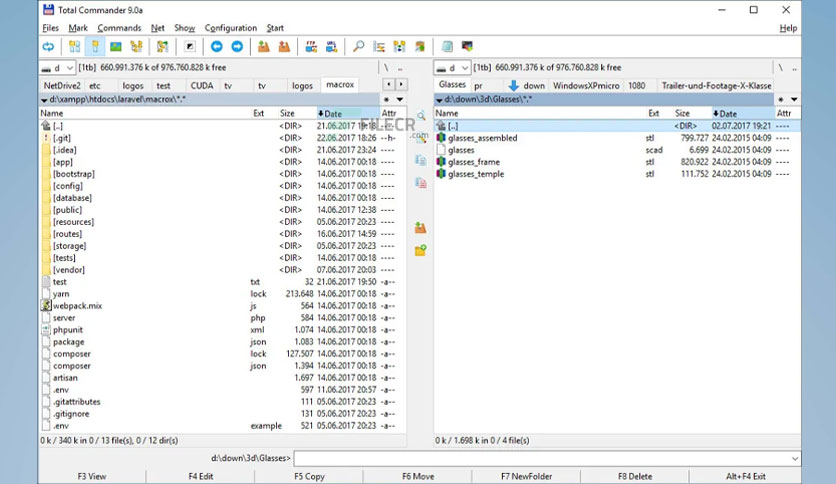 Total Commander 9.0a
Files Mark Commands Net Show Configuration Start Help
d [1tb] 660.991.376 k of 976.760.828 k free \ ..
d [1tb] 660.991.376 k of 976.760.828 k free \ ..
NetDrive2 etc logos test CUDA tv tv logos macrox
Glasses pr down WindowsXPmicro 1080 Trailer-und-Footage-X-Klasse
d:\xampp\htdocs\laravel\macrox\*.* * ▼
Name Ext Size Date Attr
[..] <DIR> 21.06.2017 19:18 ----
! [.git] <DIR> 22.06.2017 18:26 --h-
[.idea] <DIR> 21.06.2017 23:24 ----
[app] <DIR> 14.06.2017 00:18 ----
[bootstrap] <DIR> 14.06.2017 00:18 ----
[config] <DIR> 14.06.2017 00:18 ----
[database] <DIR> 14.06.2017 00:18 ----
[public] <DIR> 14.06.2017 12:38 ----
[resources] <DIR> 05.06.2017 20:23 ----
[routes] <DIR> 16.06.2017 14:59 ----
[storage] <DIR> 05.06.2017 20:23 ----
[tests] <DIR> 14.06.2017 00:18 ----
[vendor] <DIR> 07.06.2017 20:03 ----
test txt 32 21.06.2017 19:50 -a--
yarn lock 213.648 14.06.2017 00:18 -a--
webpack.mix js 564 14.06.2017 00:18 -a--
server php 584 14.06.2017 00:18 -a--
phpunit xml 1.074 14.06.2017 00:18 -a--
package json 1.083 14.06.2017 00:18 -a--
composer lock 127.507 14.06.2017 00:18 -a--
composer json 1.394 14.06.2017 00:18 -a--
artisan 1.697 14.06.2017 00:18 -a--
.env 597 11.06.2017 20:57 -a--
.gitattributes 111 05.06.2017 20:23 -a--
.gitignore 131 05.06.2017 20:23 -a--
.env example 521 05.06.2017 20:23 -a--
0 k / 340 k in 0 / 13 file(s), 0 / 12 dir(s)
FILECR
.com
d:\down\3d\Glasses\*.* * ▼
Name Ext Size Date Attr
[..] <DIR> 02.07.2017 19:21 ----
glasses_assembled stl 799.727 24.02.2015 04:09 -a--
glasses scad 6.699 24.02.2015 04:09 -a--
glasses_frame stl 820.922 24.02.2015 04:09 -a--
glasses_temple stl 111.752 24.02.2015 04:09 -a--
0 k / 1.698 k in 0 / 4 file(s)
d:\down\3d\Glasses>
F3 View F4 Edit F5 Copy F6 Move F7 NewFolder F8 Delete Alt+F4 Exit